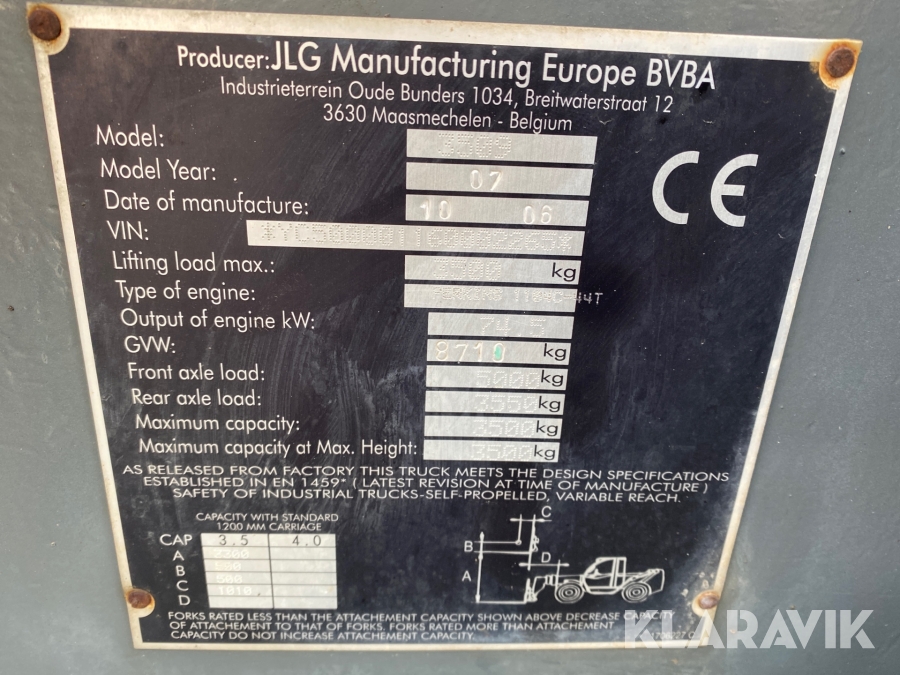 Producer: JLG Manufacturing Europe BVBA
Industrieterrein Oude Bunders 1034, Breitwaterstraat 12
3630 Maasmechelen - Belgium
Model:
Model Year: 07
Date of manufacture: 10 06
VIN:
Lifting load max.: kg
Type of engine:
Output of engine kW: 74.5
GVW: 8710 kg
Front axle load: 5000 kg
Rear axle load: 3550 kg
Maximum capacity: 3500 kg
Maximum capacity at Max. Height: 3500 kg
AS RELEASED FROM FACTORY THIS TRUCK MEETS THE DESIGN SPECIFICATIONS
ESTABLISHED IN EN 1459* ( LATEST REVISION AT TIME OF MANUFACTURE )
SAFETY OF INDUSTRIAL TRUCKS-SELF-PROPELLED, VARIABLE REACH.
CAPACITY WITH STANDARD
1200 MM CARRIAGE
CAP 3.5 4.0
A
B
C
D 1010
C
B
D
A
FORKS RATED LESS THAN THE ATTACHEMENT CAPACITY SHOWN ABOVE DECREASE CAPACITY
OF ATTACHEMENT TO THAT OF FORKS. FORKS RATED MORE THAN ATTACHEMENT
CAPACITY DO NOT INCREASE ATTACHEMENT CAPACITY.
CE
KLARAVIK